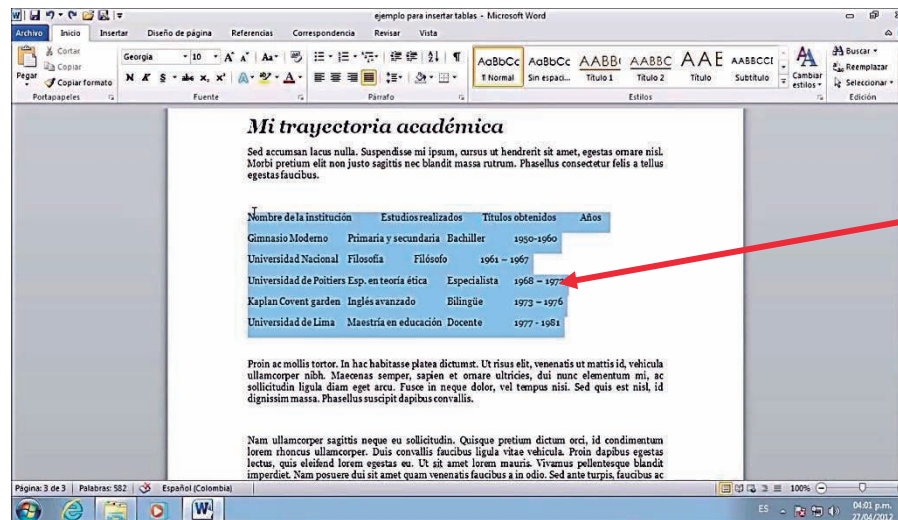 ejemplo para insertar tablas - Microsoft Word
Archivo Inicio Insertar Diseño de página Referencias Correspondencia Revisar Vista
Pegar Cortar Copiar Copiar formato
Georgia 10
N K S abc x, x²
AaBbCc AaBbCc AABB AABBC AAE AABBCCI
¶ Normal Sin espaci... Título 1 Título 2 Título Subtítulo
Cambiar estilos
Buscar
Reemplazar
Seleccionar
Portapapeles Fuente Párrafo Estilos Edición
Mi trayectoria académica
Sed accumsan lacus nulla. Suspendisse mi ipsum, cursus ut hendrerit sit amet, egestas ornare nisl.
Morbi pretium elit non justo sagittis nec blandit massa rutrum. Phasellus consectetur felis a tellus
egestas faucibus.
Nombre de la institución Estudios realizados Títulos obtenidos Años
Gimnasio Moderno Primaria y secundaria Bachiller 1950-1960
Universidad Nacional Filosofía Filósofo 1961 – 1967
Universidad de Poitiers Esp. en teoría ética Especialista 1968 – 197
Kaplan Covent garden Inglés avanzado Bilingüe 1973 – 1976
Universidad de Lima Maestría en educación Docente 1977 - 1981
Proin ac mollis tortor. In hac habitasse platea dictumst. Ut risus elit, venenatis ut mattis id, vehicula
ullamcorper nibh. Maecenas semper, sapien et ornare ultricies, dui nunc elementum mi, ac
sollicitudin ligula diam eget arcu. Fusce in neque dolor, vel tempus nisi. Sed quis est nisl, id
dignissim massa. Phasellus suscipit dapibus convallis.
Nam ullamcorper sagittis neque eu sollicitudin. Quisque pretium dictum orci, id condimentum
lorem rhoncus ullamcorper. Duis convallis faucibus ligula vitae vehicula. Proin dapibus egestas
lectus, quis eleifend lorem egestas eu. Ut sit amet lorem mauris. Vivamus pellentesque blandit
imperdiet. Nam posuere dui sit amet quam venenatis faucibus a in odio. Sed ante turpis, faucibus ac
Página: 3 de 3 Palabras: 582 Español (Colombia) 100%
ES 04:01 p.m.
27/04/2012